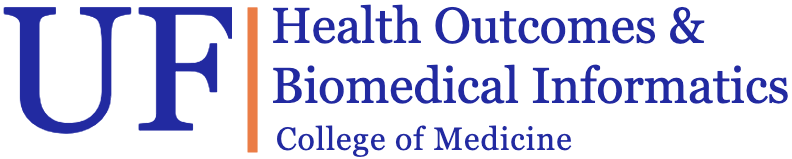 UF
Health Outcomes &
Biomedical Informatics
College of Medicine